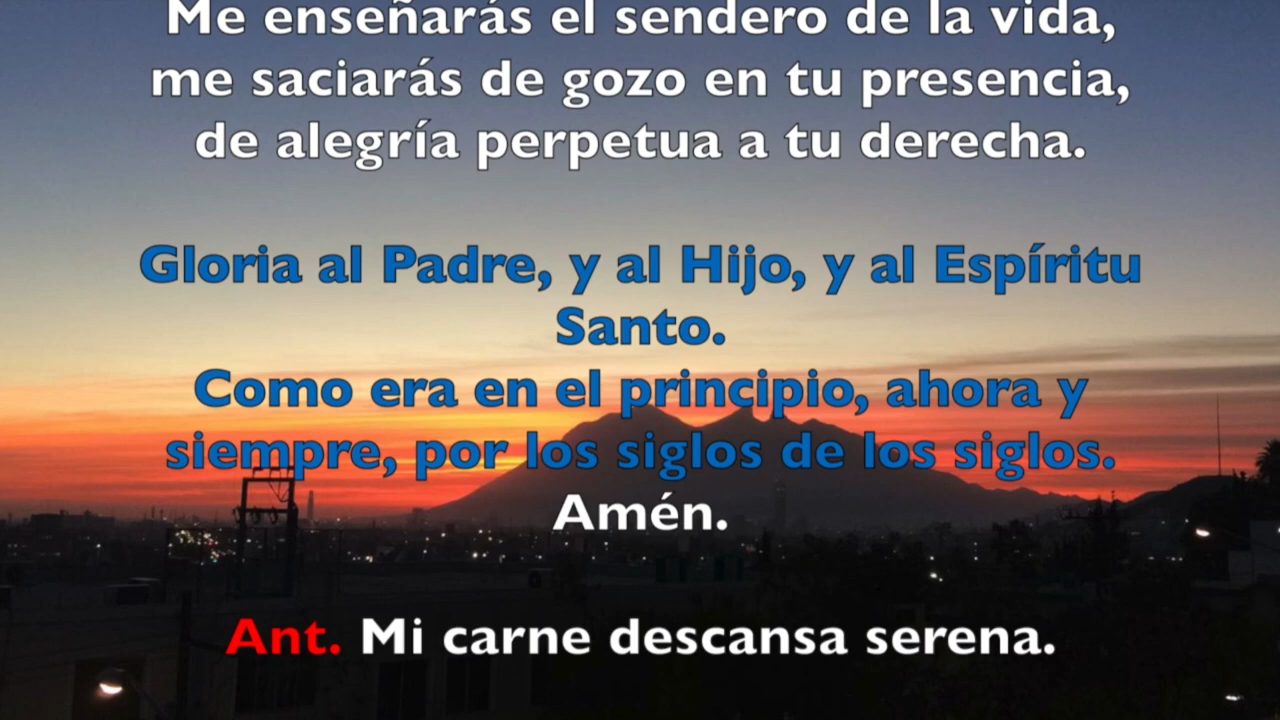 Me enseñarás el sendero de la vida,
me saciarás de gozo en tu presencia,
de alegría perpetua a tu derecha.
Gloria al Padre, y al Hijo, y al Espíritu
Santo.
Como era en el principio, ahora y
siempre, por los siglos de los siglos.
Amén.
Ant. Mi carne descansa serena.